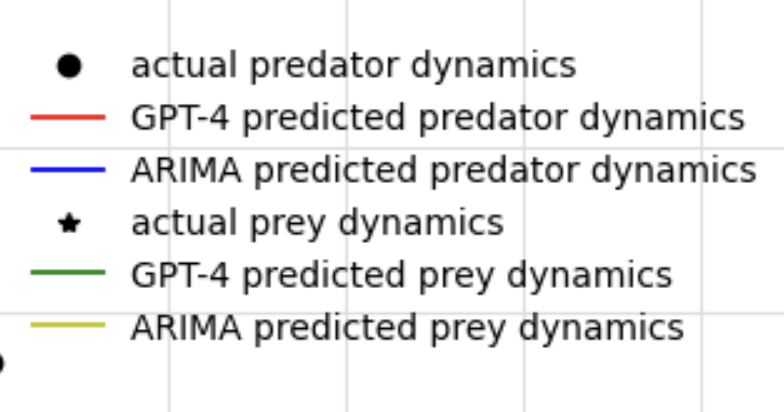 actual predator dynamics
GPT-4 predicted predator dynamics
ARIMA predicted predator dynamics
actual prey dynamics
GPT-4 predicted prey dynamics
ARIMA predicted prey dynamics